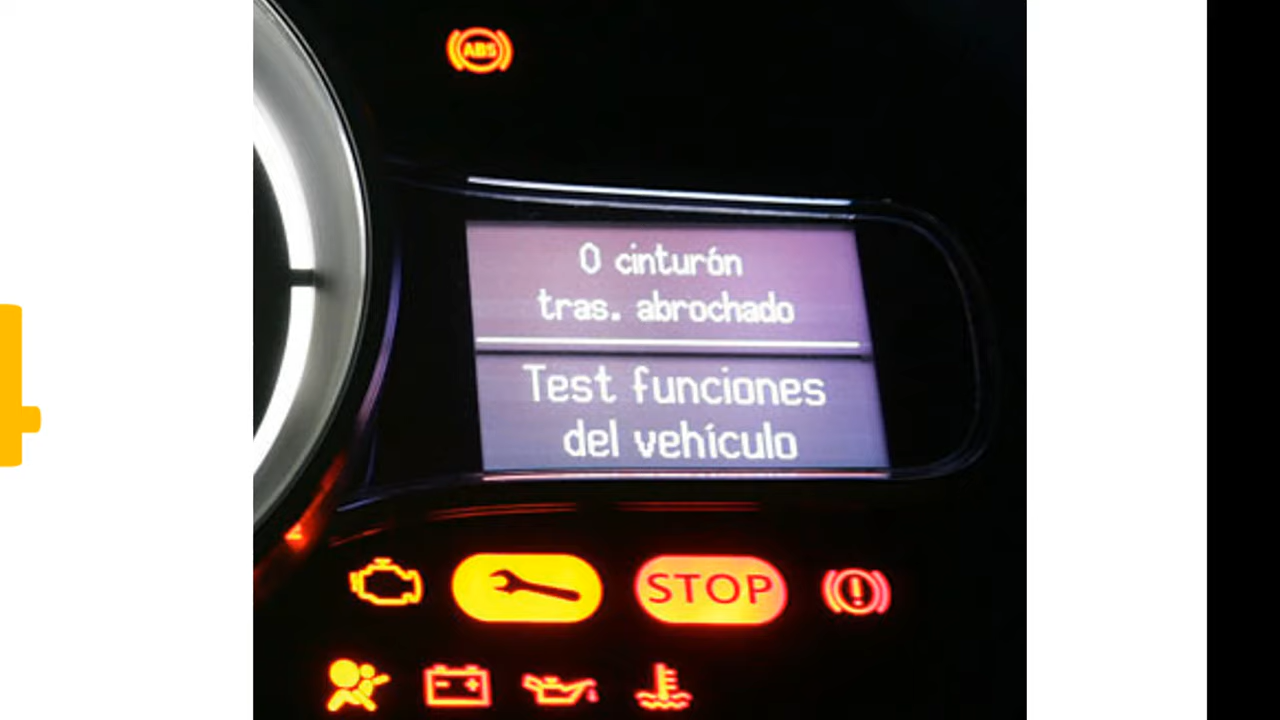 ABS
0 cinturón
tras. abrochado
Test funciones
del vehículo
STOP